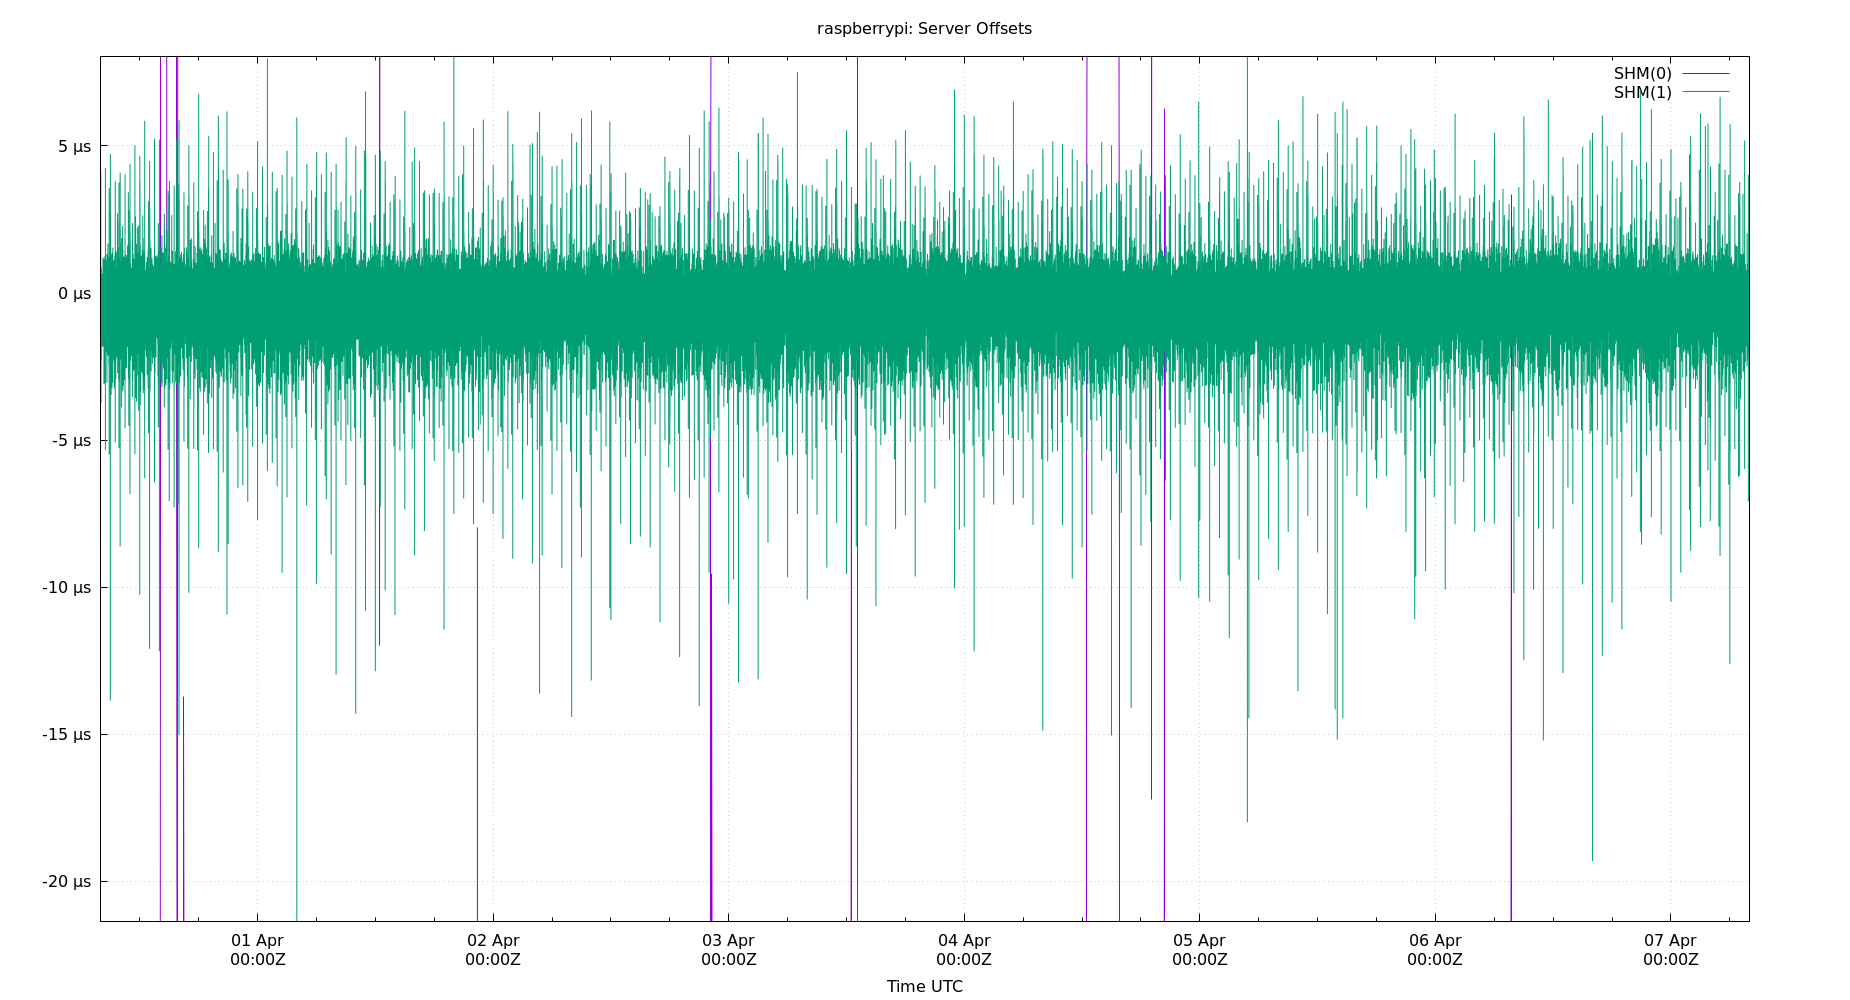 raspberrypi: Server Offsets
SHM(0)
SHM(1)
5 µs
0 µs
-5 µs
-10 µs
-15 µs
-20 µs
01 Apr 02 Apr 03 Apr 04 Apr 05 Apr 06 Apr 07 Apr
00:00Z 00:00Z 00:00Z 00:00Z 00:00Z 00:00Z 00:00Z
Time UTC